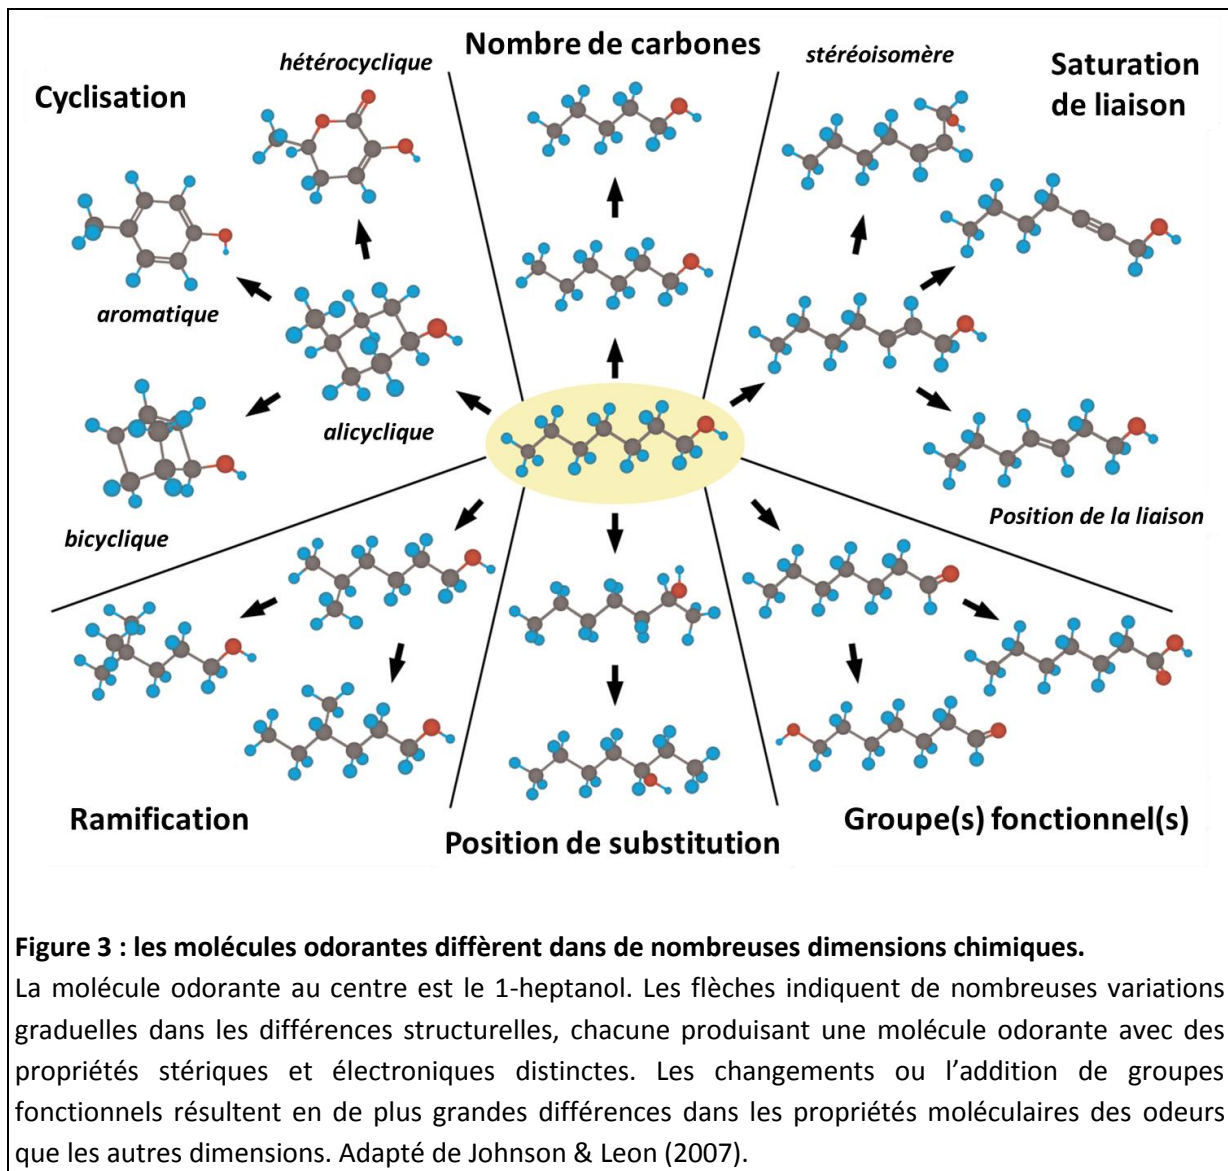 Nombre de carbones
stéréoisomère
Saturation
de liaison
hétérocyclique
Cyclisation
aromatique
alicyclique
bicyclique
Position de la liaison
Ramification
Position de substitution
Groupe(s) fonctionnel(s)
Figure 3 : les molécules odorantes diffèrent dans de nombreuses dimensions chimiques.
La molécule odorante au centre est le 1-heptanol. Les flèches indiquent de nombreuses variations
graduelles dans les différences structurelles, chacune produisant une molécule odorante avec des
propriétés stériques et électroniques distinctes. Les changements ou l’addition de groupes
fonctionnels résultent en de plus grandes différences dans les propriétés moléculaires des odeurs
que les autres dimensions. Adapté de Johnson & Leon (2007).